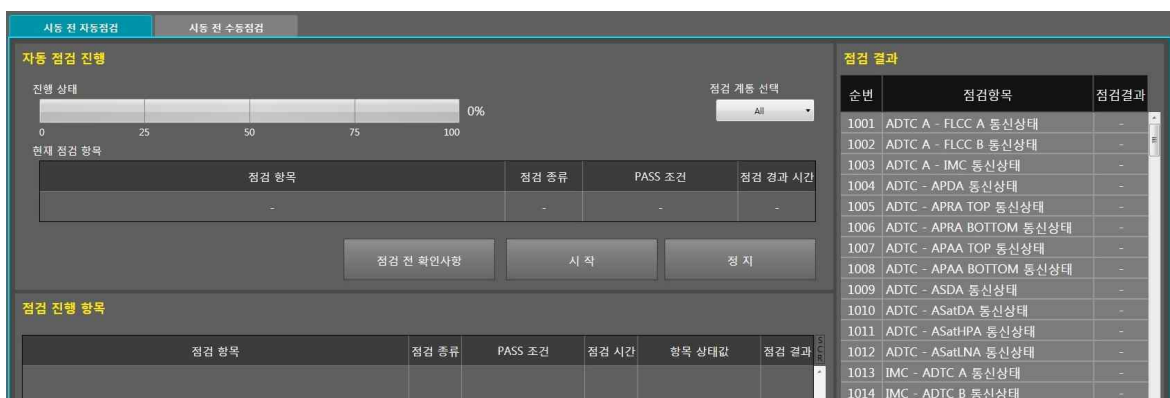 시동 전 자동점검
시동 전 수동점검
자동 점검 진행
진행 상태
0%
0 25 50 75 100
점검 계통 선택
All
현재 점검 항목
점검 항목 점검 종류 PASS 조건 점검 경과 시간
- - - -
점검 전 확인사항
시 작
정 지
점검 진행 항목
점검 항목 점검 종류 PASS 조건 점검 시간 항목 상태값 점검 결과 SCR
점검 결과
순번 점검항목 점검결과
1001 ADTC A - FLCC A 통신상태 -
1002 ADTC A - FLCC B 통신상태 -
1003 ADTC A - IMC 통신상태 -
1004 ADTC - APDA 통신상태 -
1005 ADTC - APRA TOP 통신상태 -
1006 ADTC - APRA BOTTOM 통신상태 -
1007 ADTC - APAA TOP 통신상태 -
1008 ADTC - APAA BOTTOM 통신상태 -
1009 ADTC - ASDA 통신상태 -
1010 ADTC - ASatDA 통신상태 -
1011 ADTC - ASatHPA 통신상태 -
1012 ADTC - ASatLNA 통신상태 -
1013 IMC - ADTC A 통신상태 -
1014 IMC - ADTC B 통신상태 -